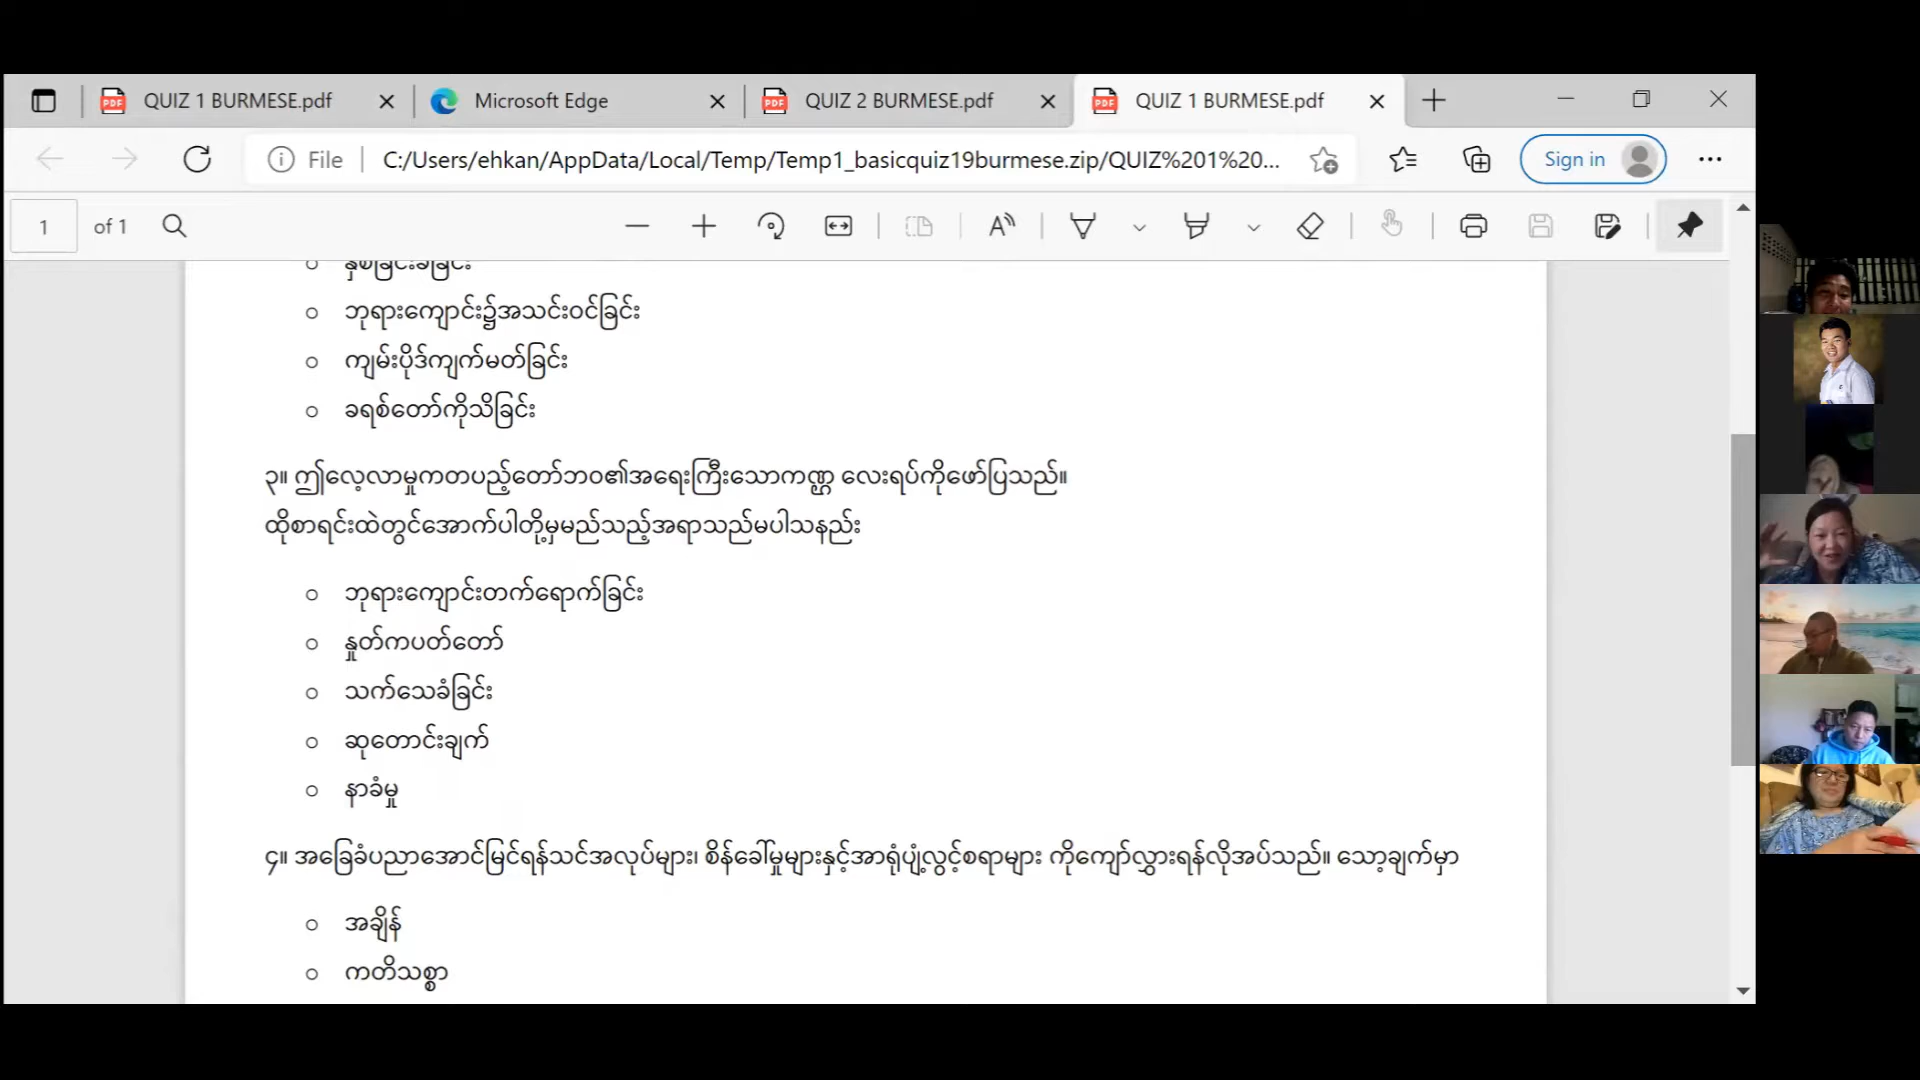 QUIZ 1 BURMESE.pdf
Microsoft Edge
QUIZ 2 BURMESE.pdf
QUIZ 1 BURMESE.pdf
File
C:/Users/ehkan/AppData/Local/Temp/Temp1_basicquiz19burmese.zip/QUIZ%201%20...
Sign in
1 of 1
နှစ်ခြင်းခံခြင်း
ဘုရားကျောင်း၌အသင်းဝင်ခြင်း
ကျမ်းပိုဒ်ကျက်မတ်ခြင်း
ခရစ်တော်ကိုသိခြင်း
၃။ ဤလေ့လာမှုကတပည့်တော်ဘဝ၏အရေးကြီးသောကဏ္ဍ လေးရပ်ကိုဖော်ပြသည်။
ထိုစာရင်းထဲတွင်အောက်ပါတို့မှမည်သည့်အရာသည်မပါသနည်း
ဘုရားကျောင်းတက်ရောက်ခြင်း
နှုတ်ကပတ်တော်
သက်သေခံခြင်း
ဆုတောင်းချက်
နာခံမှု
၄။ အခြေခံပညာအောင်မြင်ရန်သင်အလုပ်များ၊ စိန်ခေါ်မှုများနှင့်အာရုံပျံ့လွင့်စရာများ ကိုကျော်လွှားရန်လိုအပ်သည်။ သော့ချက်မှာ
အချိန်
ကတိသစ္စာ